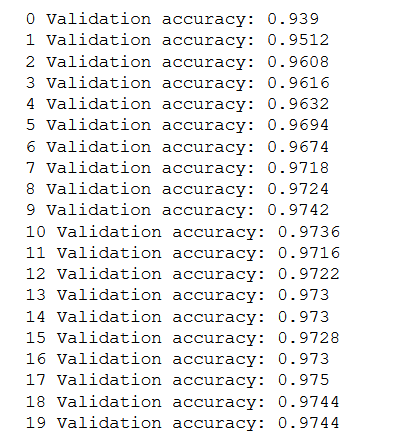 0 Validation accuracy: 0.939
1 Validation accuracy: 0.9512
2 Validation accuracy: 0.9608
3 Validation accuracy: 0.9616
4 Validation accuracy: 0.9632
5 Validation accuracy: 0.9694
6 Validation accuracy: 0.9674
7 Validation accuracy: 0.9718
8 Validation accuracy: 0.9724
9 Validation accuracy: 0.9742
10 Validation accuracy: 0.9736
11 Validation accuracy: 0.9716
12 Validation accuracy: 0.9722
13 Validation accuracy: 0.973
14 Validation accuracy: 0.973
15 Validation accuracy: 0.9728
16 Validation accuracy: 0.973
17 Validation accuracy: 0.975
18 Validation accuracy: 0.9744
19 Validation accuracy: 0.9744